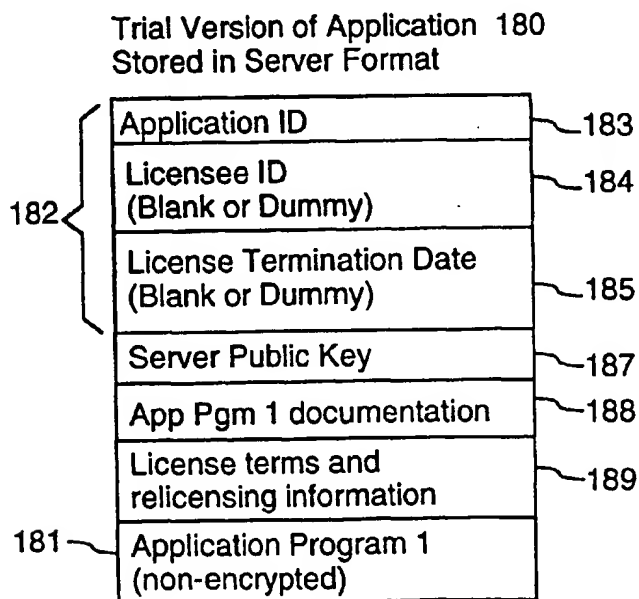 Trial Version of Application 180
Stored in Server Format
Application ID 183
Licensee ID
(Blank or Dummy) 184
182
License Termination Date
(Blank or Dummy) 185
Server Public Key 187
App Pgm 1 documentation 188
License terms and
relicensing information 189
181 Application Program 1
(non-encrypted)